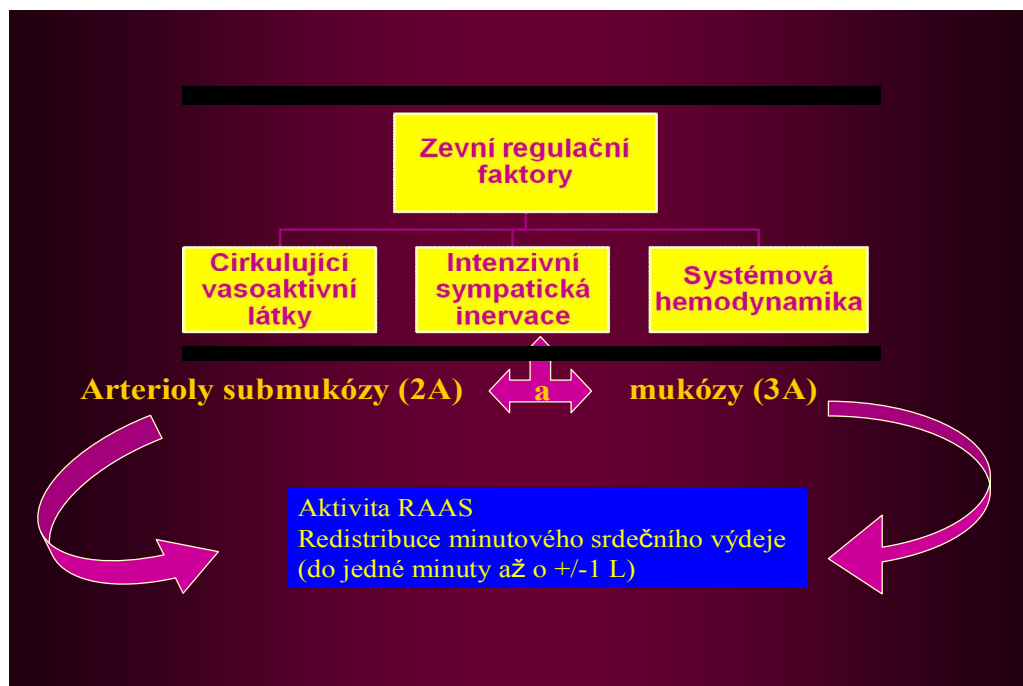 Zevní regulační
faktory
Cirkulující
vasoaktivní
látky
Intenzivní
sympatická
inervace
Systémová
hemodynamika
Arterioly submukózy (2A) a mukózy (3A)
Aktivita RAAS
Redistribuce minutového srdečního výdeje
(do jedné minuty až o +/-1 L)